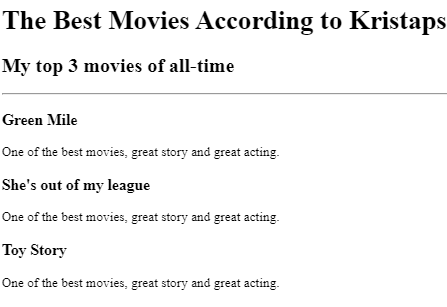 The Best Movies According to Kristaps
My top 3 movies of all-time
Green Mile
One of the best movies, great story and great acting.
She's out of my league
One of the best movies, great story and great acting.
Toy Story
One of the best movies, great story and great acting.